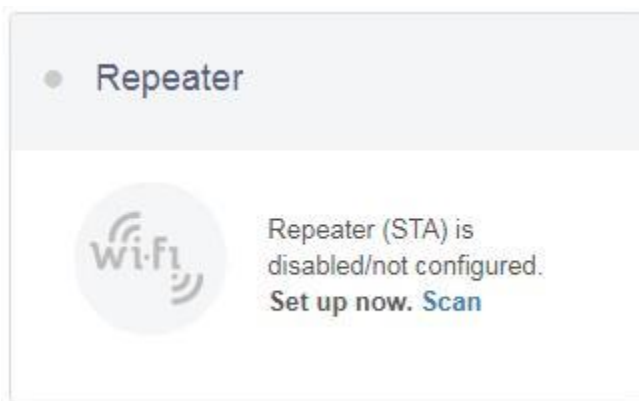 Repeater
Wi-Fi
Repeater (STA) is
disabled/not configured.
Set up now. Scan